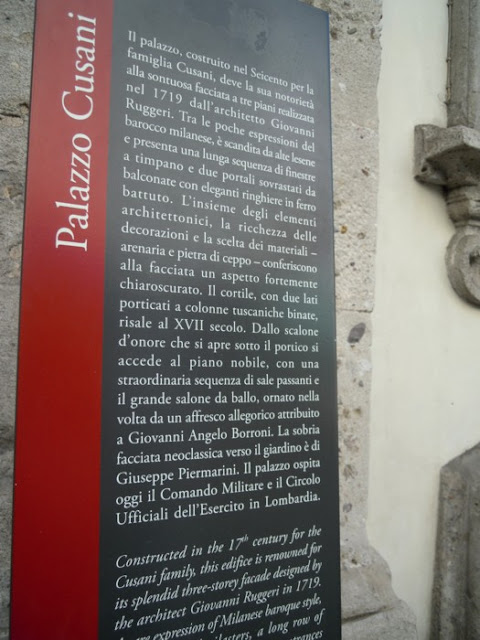 Palazzo Cusani
Il palazzo, costruito nel Seicento per la
famiglia Cusani, deve la sua notorietà
alla sontuosa facciata a tre piani realizzata
nel 1719 dall'architetto Giovanni
Ruggeri. Tra le poche espressioni del
barocco milanese, è scandita da alte lesene
e presenta una lunga sequenza di finestre
a timpano e due portali sovrastati da
balconate con eleganti ringhiere in ferro
battuto. L'insieme degli elementi
architettonici, la ricchezza delle
decorazioni e la scelta dei materiali –
arenaria e pietra di ceppo – conferiscono
alla facciata un aspetto fortemente
chiaroscurato. Il cortile, con due lati
porticati a colonne tuscaniche binate,
risale al XVII secolo. Dallo scalone
d'onore che si apre sotto il portico si
accede al piano nobile, con una
straordinaria sequenza di sale passanti e
il grande salone da ballo, ornato nella
volta da un affresco allegorico attribuito
a Giovanni Angelo Borroni. La sobria
facciata neoclassica verso il giardino è di
Giuseppe Piermarini. Il palazzo ospita
oggi il Comando Militare e il Circolo
Ufficiali dell'Esercito in Lombardia.
Constructed in the 17th century for the
Cusani family, this edifice is renowned for
its splendid three-storey facade designed by
the architect Giovanni Ruggeri in 1719.
expression of Milanese baroque style,
a long row of